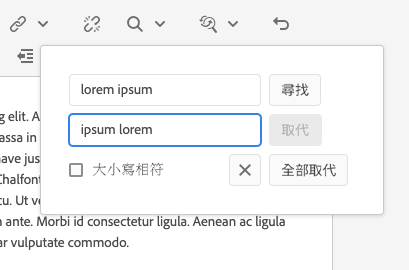 lorem ipsum 尋找
ipsum lorem 取代
大小寫相符 全部取代
g elit. A
assa in
ave jus
Chalfont
cu. Ut ve
n ante. Morbi id consectetur ligula. Aenean ac ligula
ar vulputate commodo.